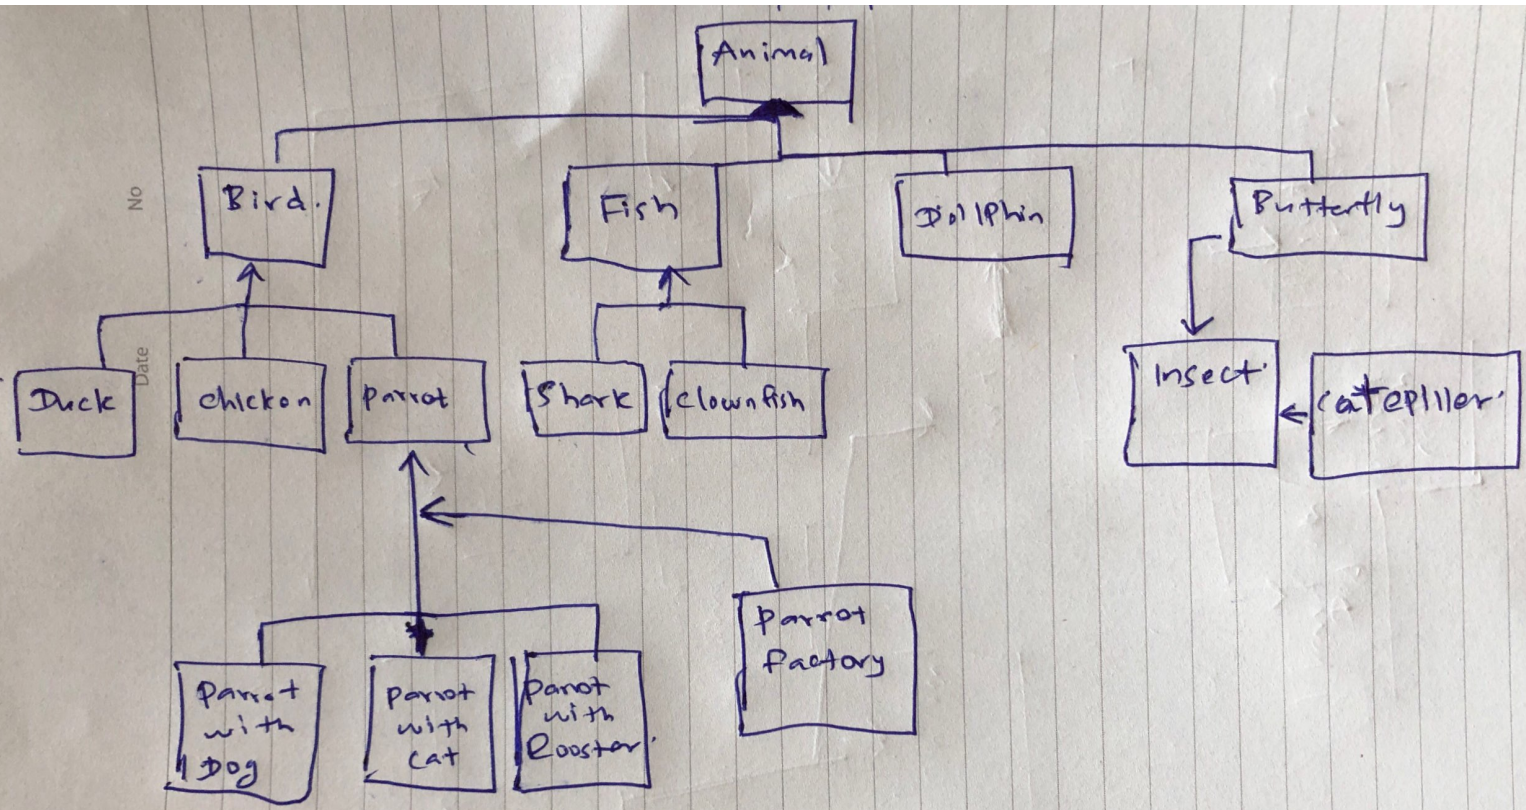 Animal
No
Bird.
Fish
Dollphin
Butterfly
Date
Duck
chicken
parrot
Shark
clownfish
Insect.
catepiller.
Parrot
factory
Parrot
with
Dog
parrot
with
cat
Parrot
with
Rooster.